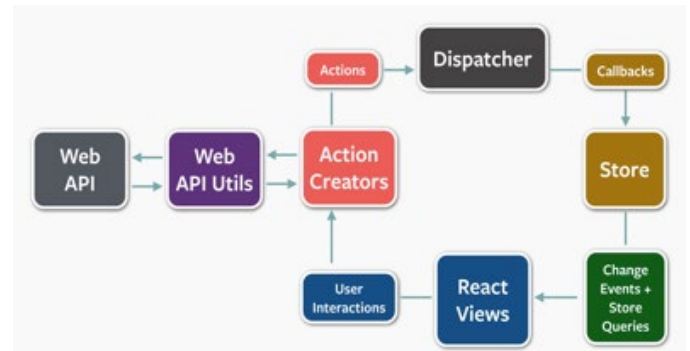 Actions
Dispatcher
Callbacks
Web
API
Web
API Utils
Action
Creators
Store
User
Interactions
React
Views
Change
Events +
Store
Queries